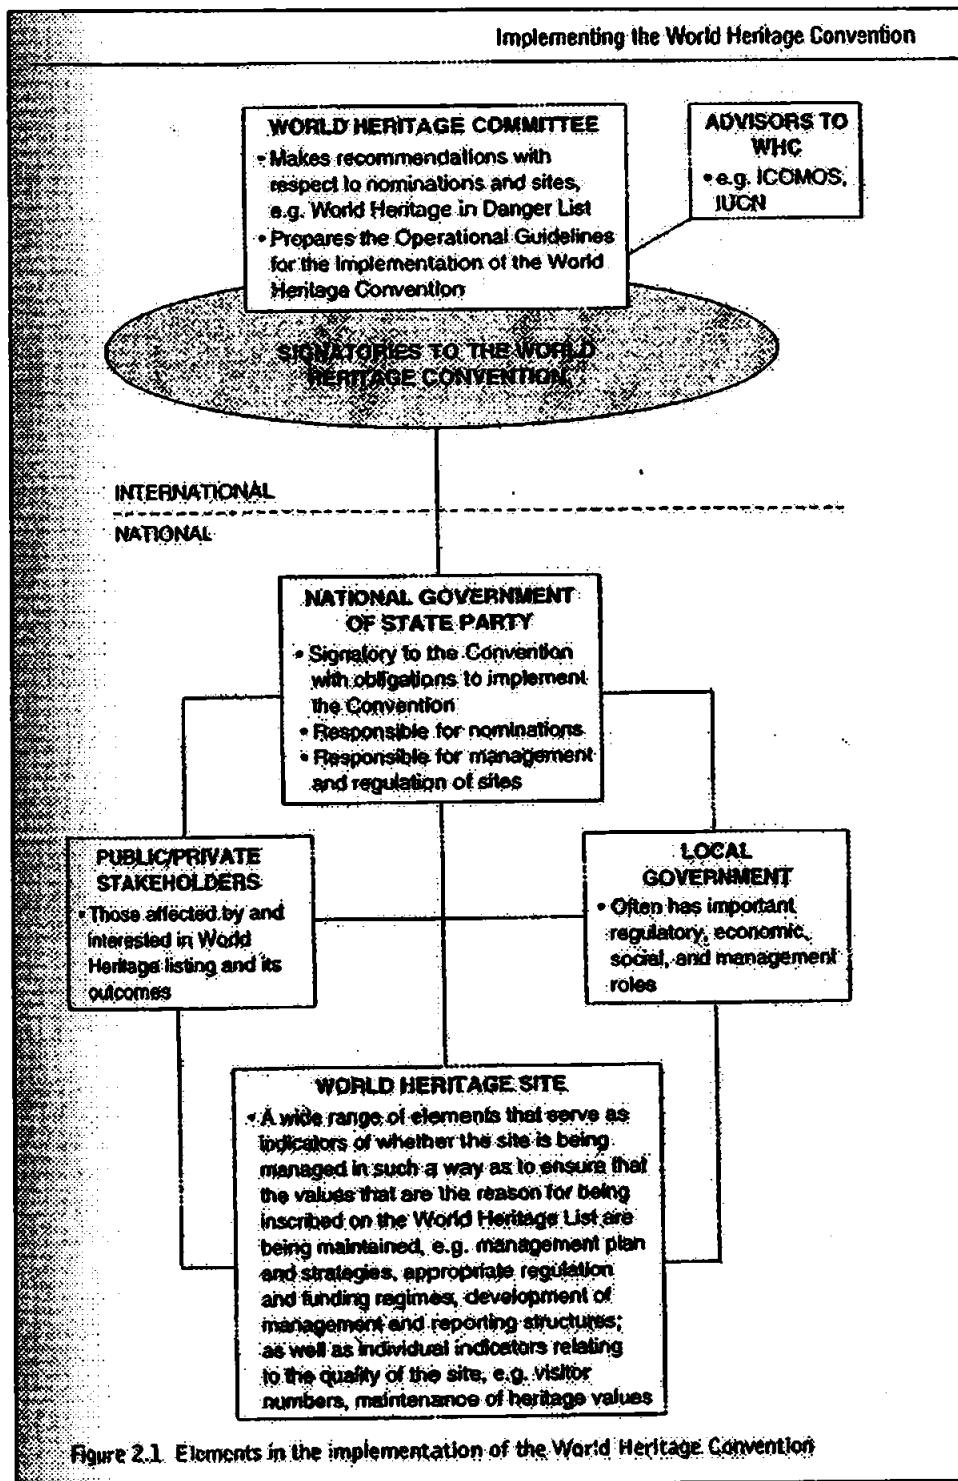 Implementing the World Heritage Convention
WORLD HERITAGE COMMITTEE
• Makes recommendations with
respect to nominations and sites,
e.g. World Heritage in Danger List
• Prepares the Operational Guidelines
for the Implementation of the World
Heritage Convention
ADVISORS TO
WHC
• e.g. ICOMOS,
IUCN
SIGNATORIES TO THE WORLD
HERITAGE CONVENTION
INTERNATIONAL
NATIONAL
NATIONAL GOVERNMENT
OF STATE PARTY
• Signatory to the Convention
with obligations to implement
the Convention
• Responsible for nominations
• Responsible for management
and regulation of sites
PUBLIC/PRIVATE
STAKEHOLDERS
• Those affected by and
interested in World
Heritage listing and its
outcomes
LOCAL
GOVERNMENT
• Often has important
regulatory, economic,
social, and management
roles
WORLD HERITAGE SITE
• A wide range of elements that serve as
indicators of whether the site is being
managed in such a way as to ensure that
the values that are the reason for being
inscribed on the World Heritage List are
being maintained, e.g. management plan
and strategies, appropriate regulation
and funding regimes, development of
management and reporting structures;
as well as individual indicators relating
to the quality of the site, e.g. visitor
numbers, maintenance of heritage values
Figure 2.1 Elements in the implementation of the World Heritage Convention